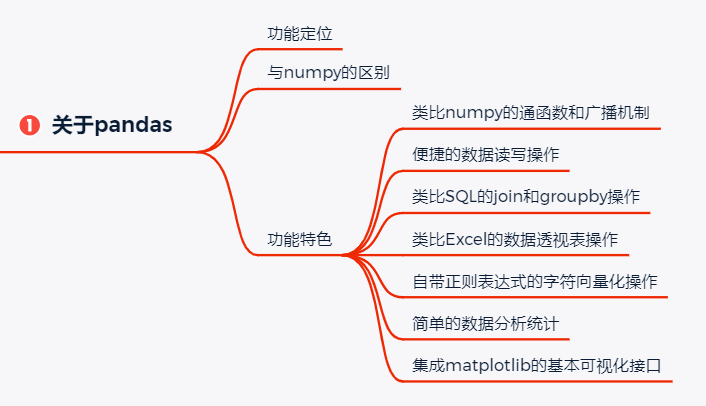 1 关于pandas
功能定位
与numpy的区别
功能特色
类比numpy的通函数和广播机制
便捷的数据读写操作
类比SQL的join和groupby操作
类比Excel的数据透视表操作
自带正则表达式的字符向量化操作
简单的数据分析统计
集成matplotlib的基本可视化接口